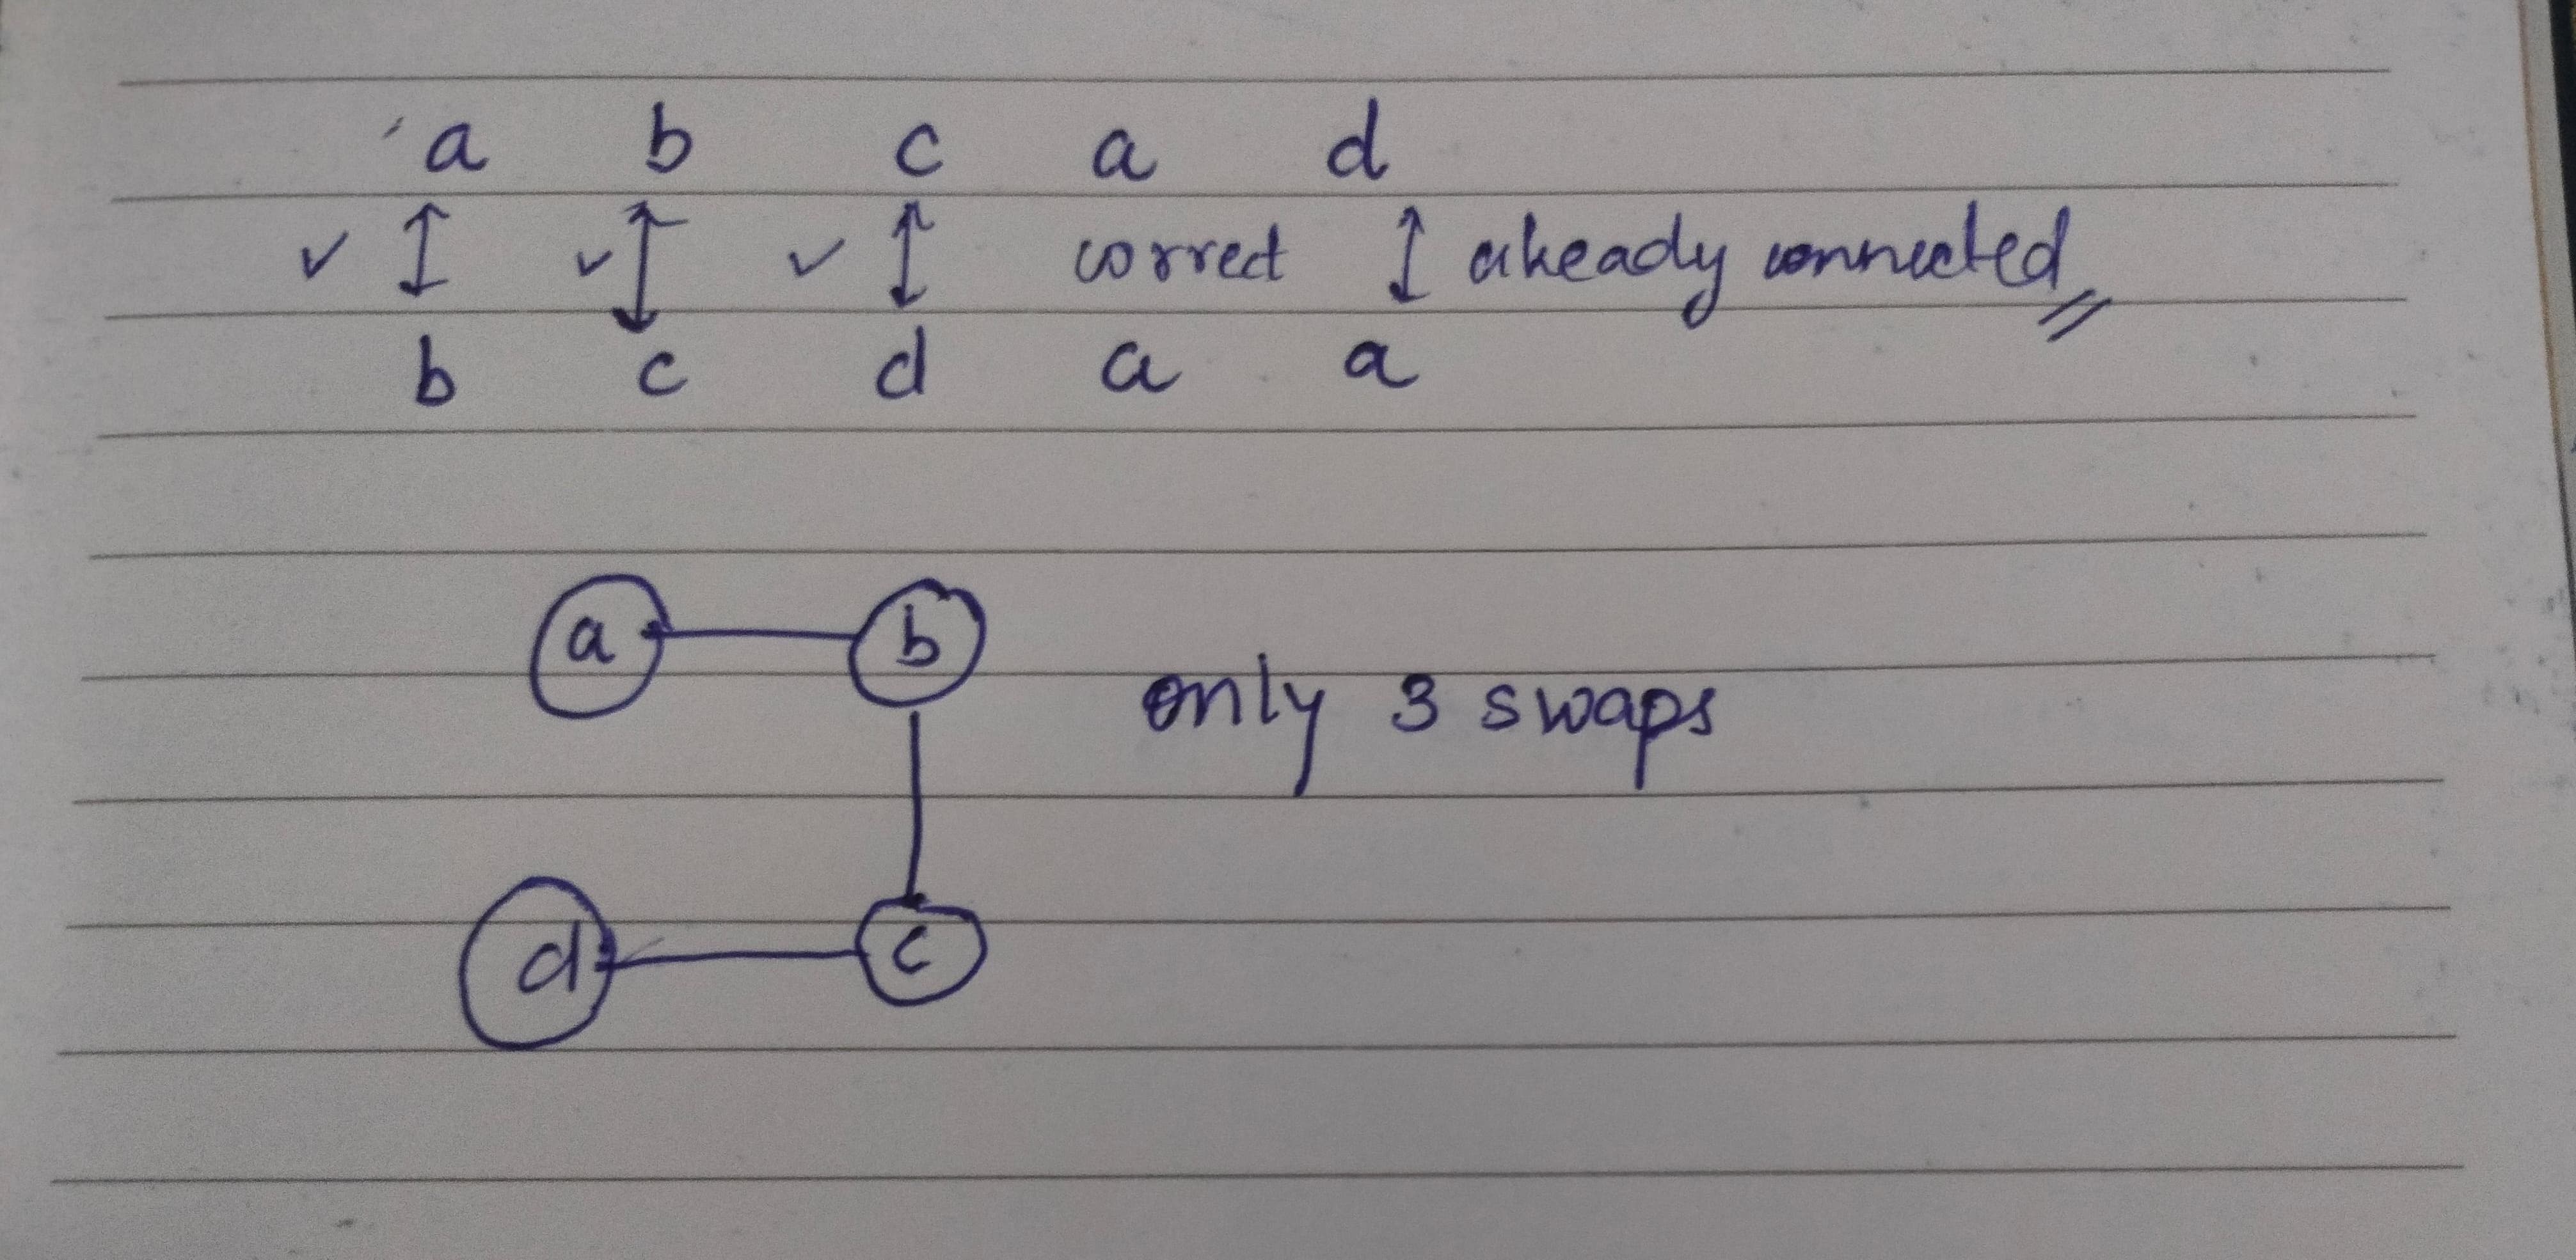 a b c a d
✓ ↕ ✓ ↕ ✓ ↕ correct ↕ already connected
b c d a a
a b
only 3 swaps
d c